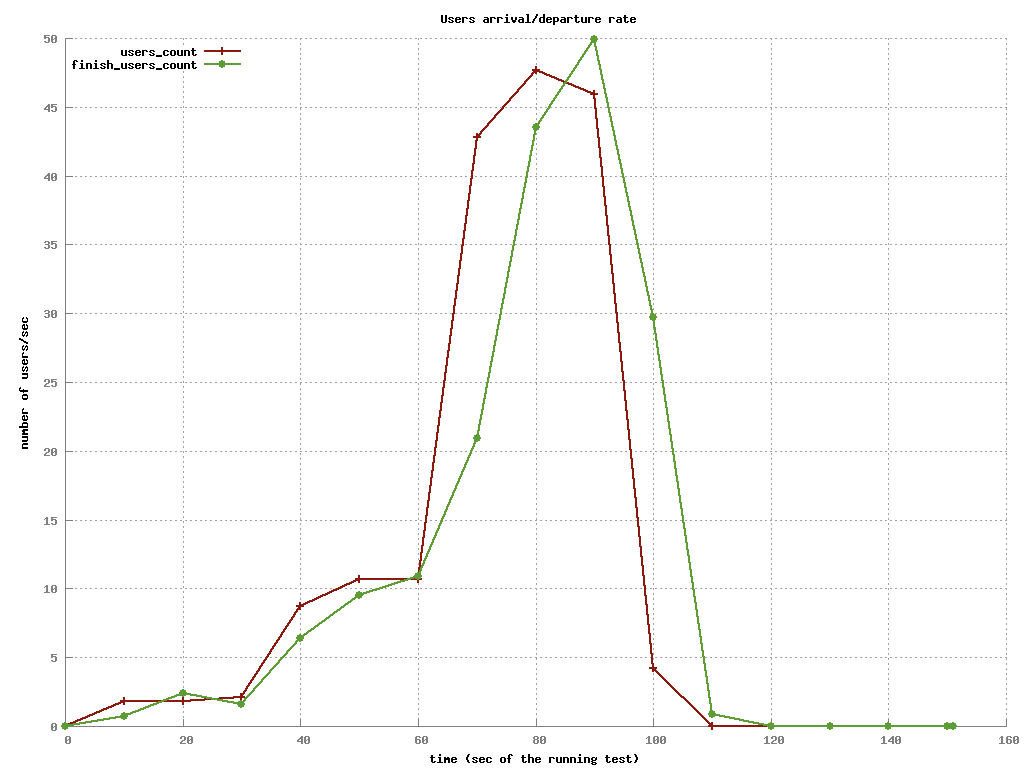 Users arrival/departure rate
users_count
finish_users_count
50
45
40
35
30
25
20
15
10
5
0
number of users/sec
0 20 40 60 80 100 120 140 160
time (sec of the running test)